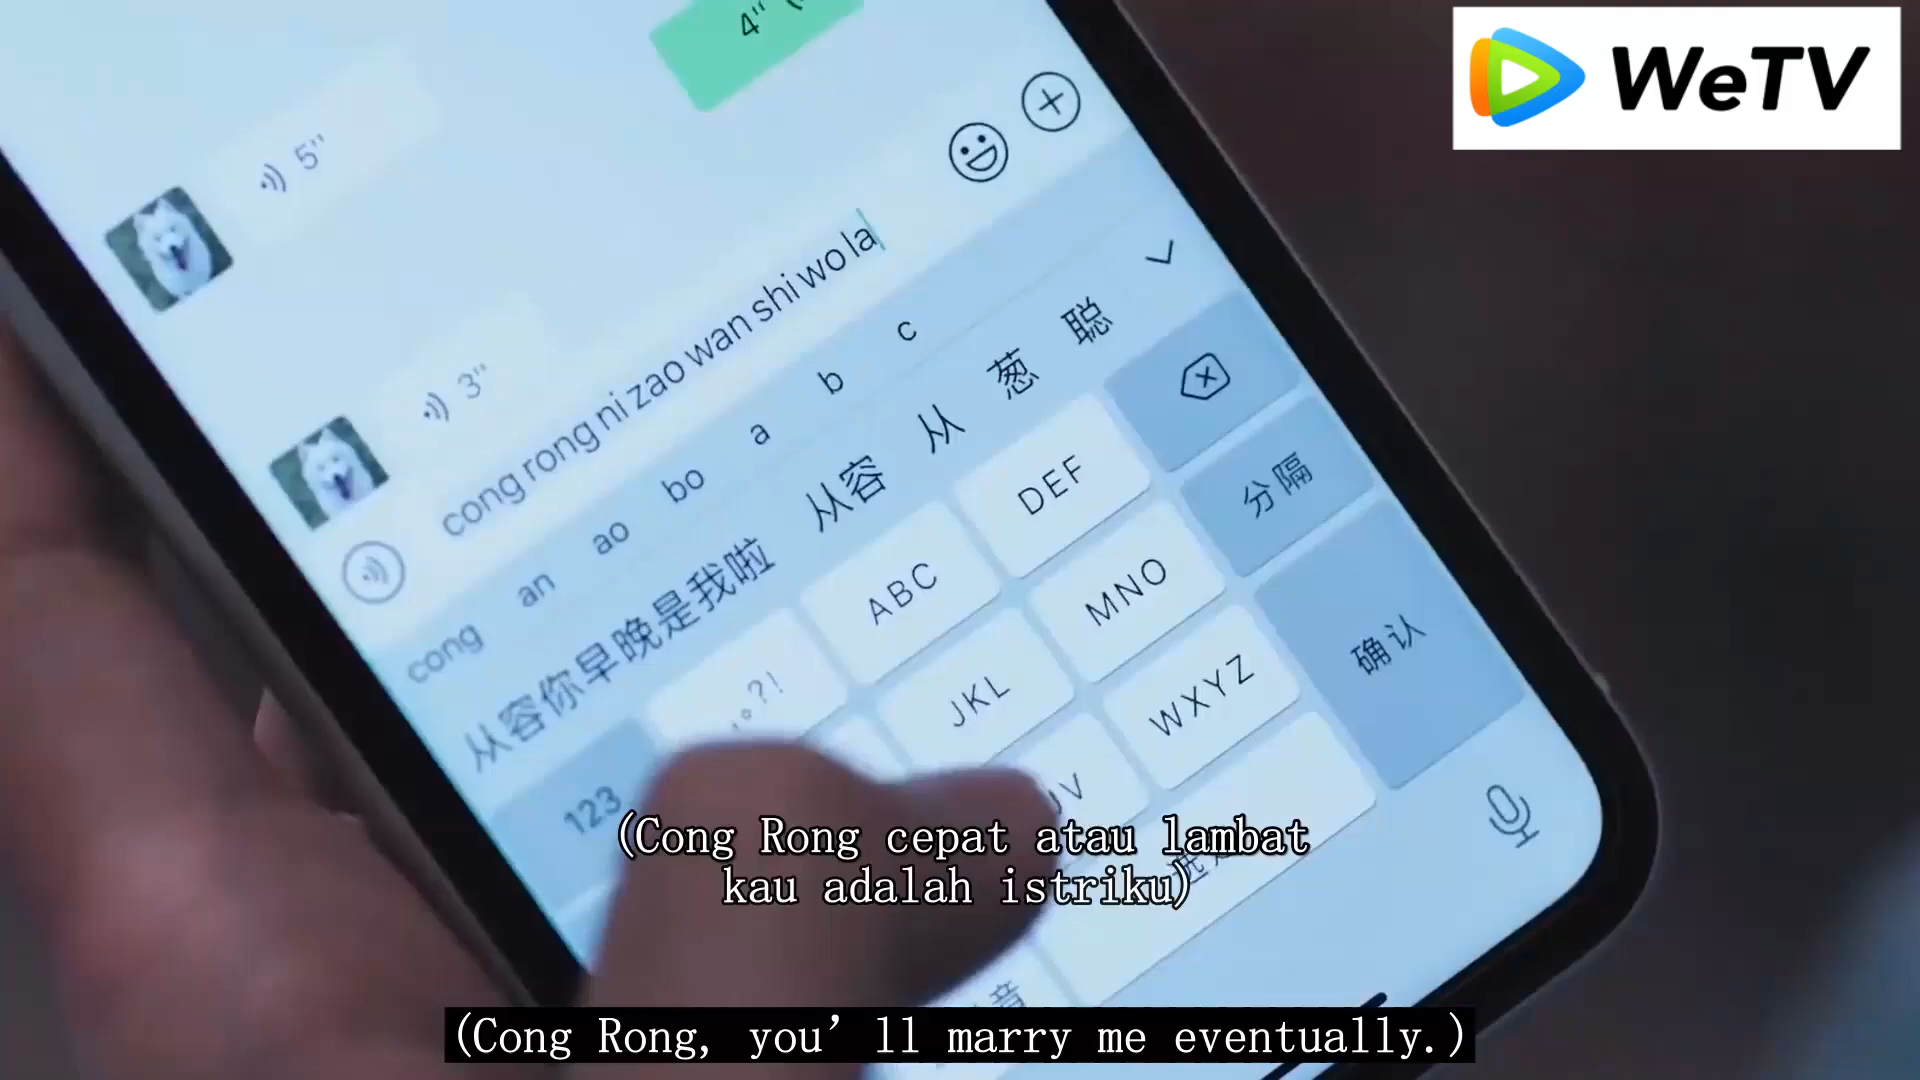 4"
WeTV
5"
3"
cong rong ni zao wan shi wo la
cong an ao bo a b c
从容你早晚是我啦 从容 从 葱 聪
,。?! ABC DEF
JKL MNO 分隔
WXYZ 确认
123
(Cong Rong cepat atau lambat
kau adalah istriku)
(Cong Rong, you'll marry me eventually.)